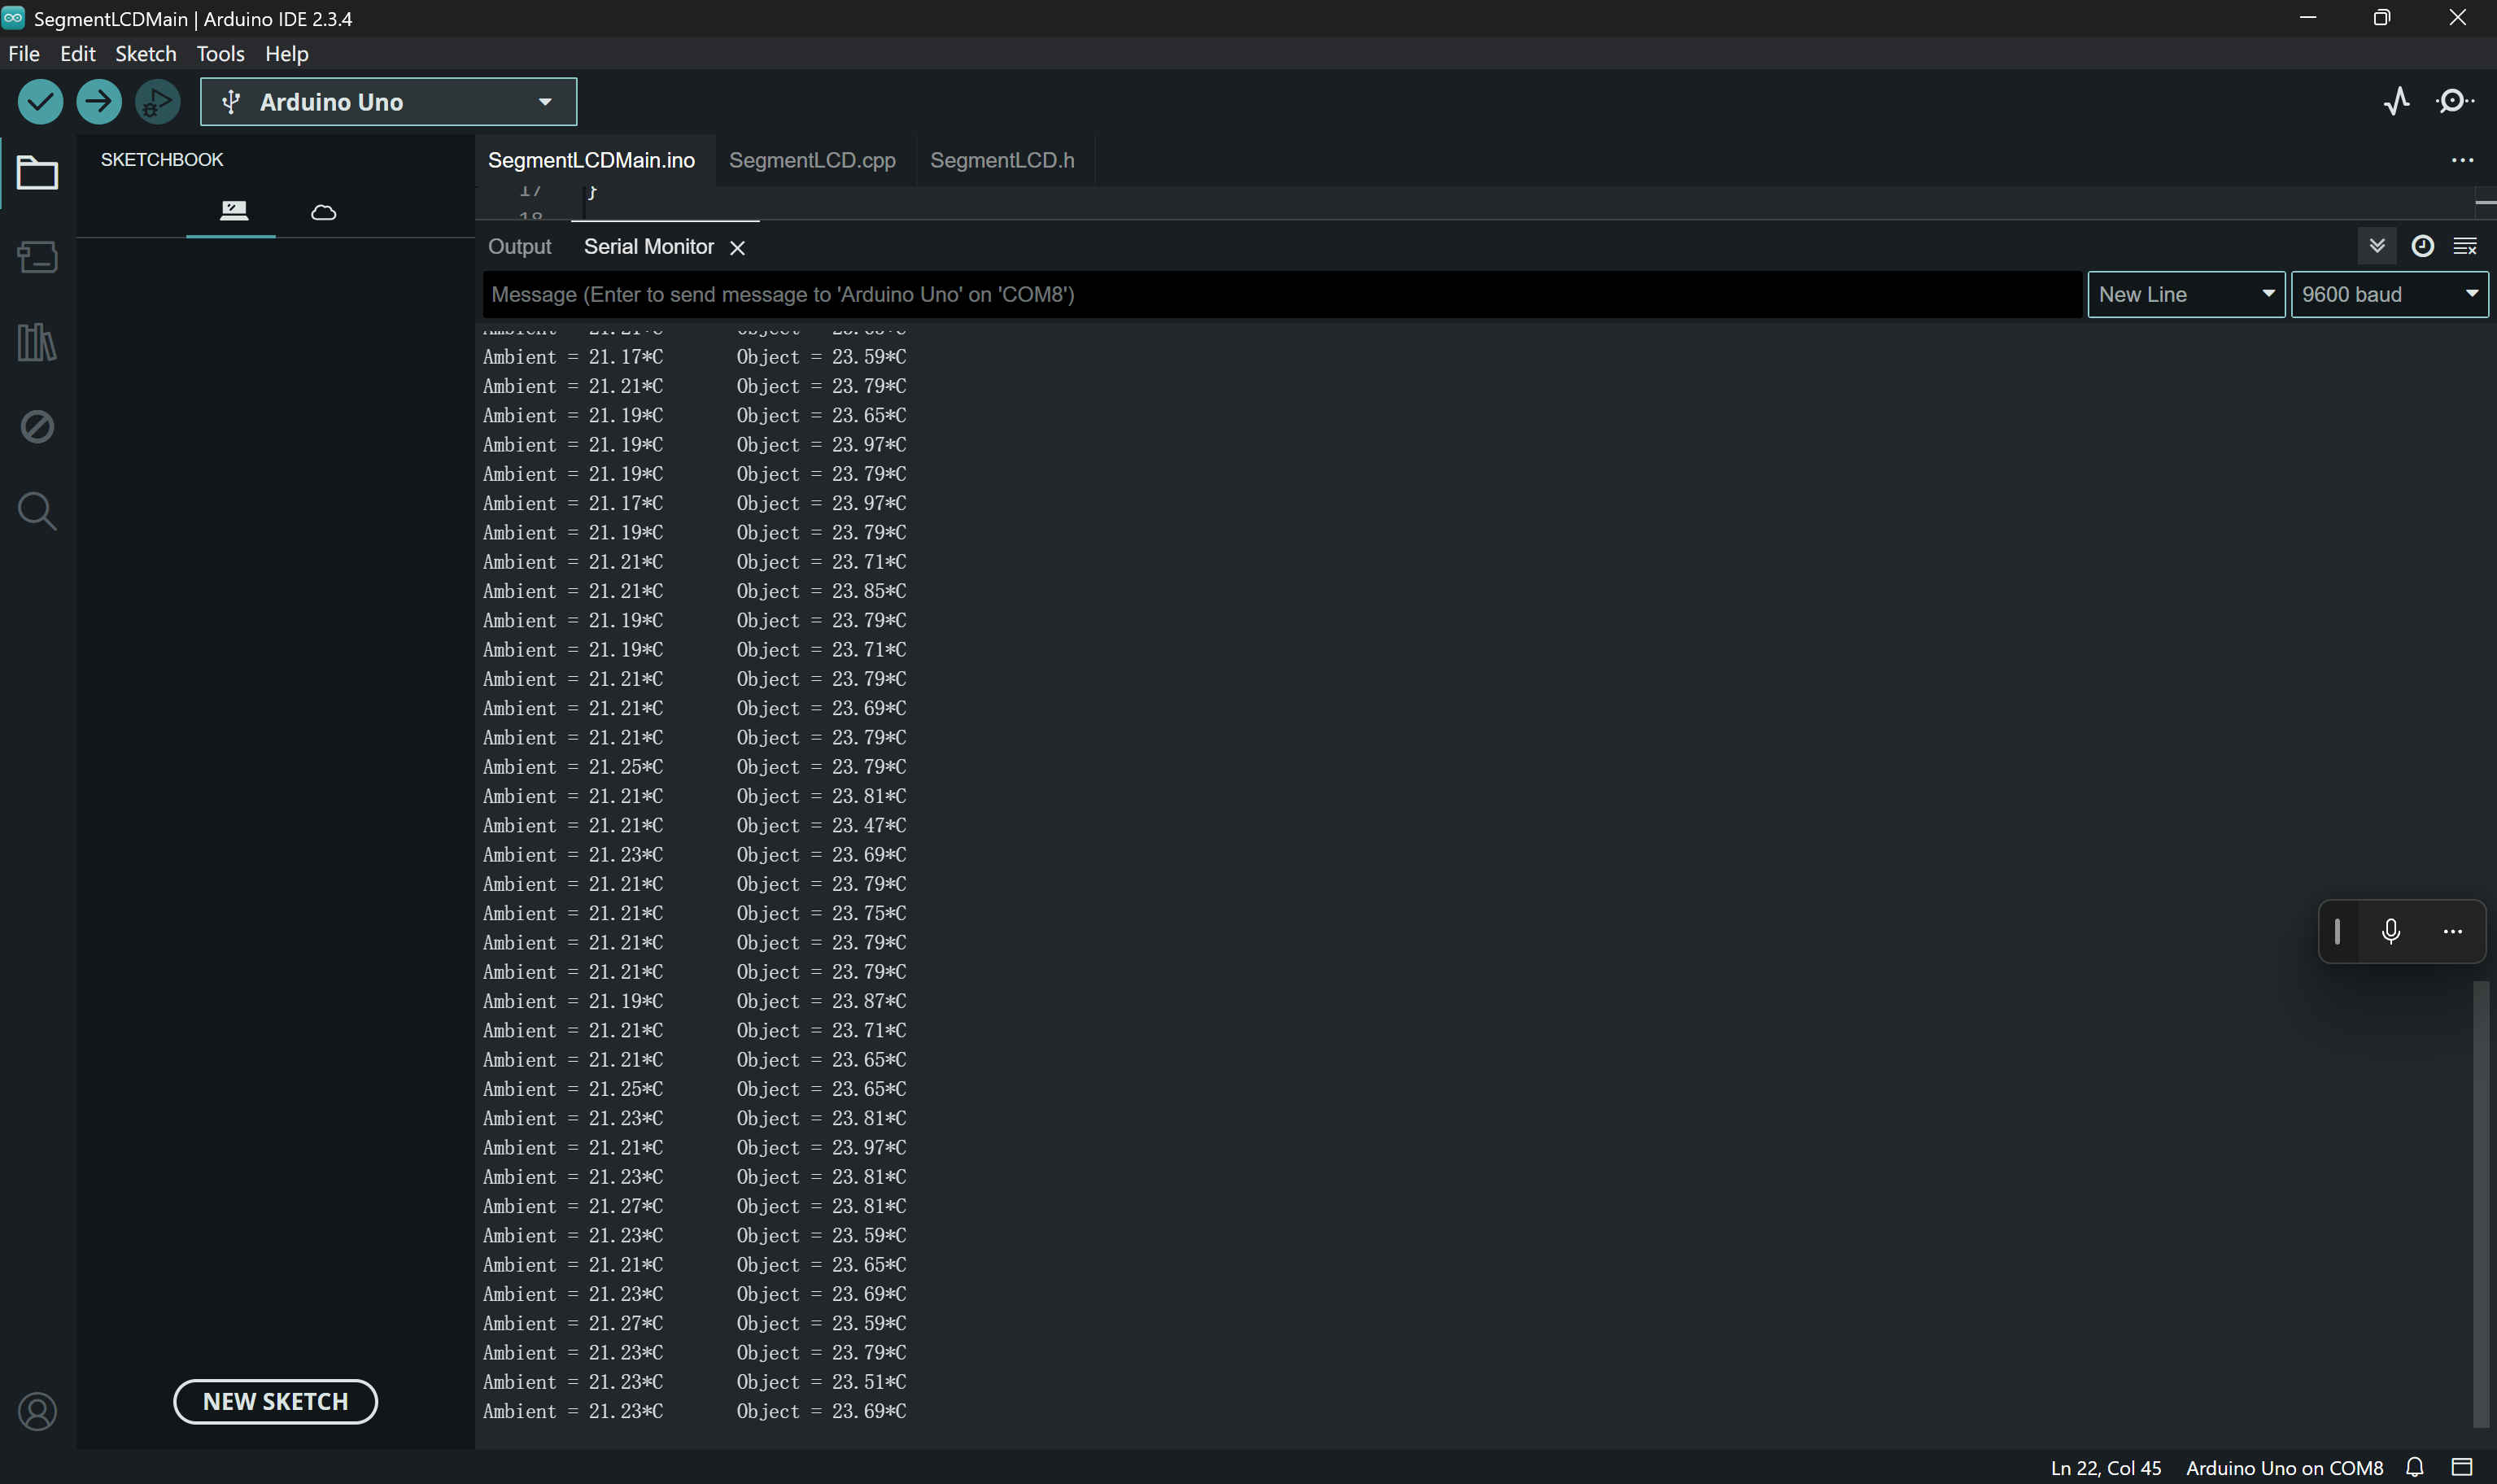 SegmentLCDMain | Arduino IDE 2.3.4
File Edit Sketch Tools Help
Arduino Uno
SKETCHBOOK
SegmentLCDMain.ino SegmentLCD.cpp SegmentLCD.h
17 }
18
Output Serial Monitor
Message (Enter to send message to 'Arduino Uno' on 'COM8') New Line 9600 baud
Ambient = 21.17*C Object = 23.59*C
Ambient = 21.21*C Object = 23.79*C
Ambient = 21.19*C Object = 23.65*C
Ambient = 21.19*C Object = 23.97*C
Ambient = 21.19*C Object = 23.79*C
Ambient = 21.17*C Object = 23.97*C
Ambient = 21.19*C Object = 23.79*C
Ambient = 21.21*C Object = 23.71*C
Ambient = 21.21*C Object = 23.85*C
Ambient = 21.19*C Object = 23.79*C
Ambient = 21.19*C Object = 23.71*C
Ambient = 21.21*C Object = 23.79*C
Ambient = 21.21*C Object = 23.69*C
Ambient = 21.21*C Object = 23.79*C
Ambient = 21.25*C Object = 23.79*C
Ambient = 21.21*C Object = 23.81*C
Ambient = 21.21*C Object = 23.47*C
Ambient = 21.23*C Object = 23.69*C
Ambient = 21.21*C Object = 23.79*C
Ambient = 21.21*C Object = 23.75*C
Ambient = 21.21*C Object = 23.79*C
Ambient = 21.21*C Object = 23.79*C
Ambient = 21.19*C Object = 23.87*C
Ambient = 21.21*C Object = 23.71*C
Ambient = 21.21*C Object = 23.65*C
Ambient = 21.25*C Object = 23.65*C
Ambient = 21.23*C Object = 23.81*C
Ambient = 21.21*C Object = 23.97*C
Ambient = 21.23*C Object = 23.81*C
Ambient = 21.27*C Object = 23.81*C
Ambient = 21.23*C Object = 23.59*C
Ambient = 21.21*C Object = 23.65*C
Ambient = 21.23*C Object = 23.69*C
Ambient = 21.27*C Object = 23.59*C
Ambient = 21.23*C Object = 23.79*C
Ambient = 21.23*C Object = 23.51*C
Ambient = 21.23*C Object = 23.69*C
NEW SKETCH
Ln 22, Col 45 Arduino Uno on COM8